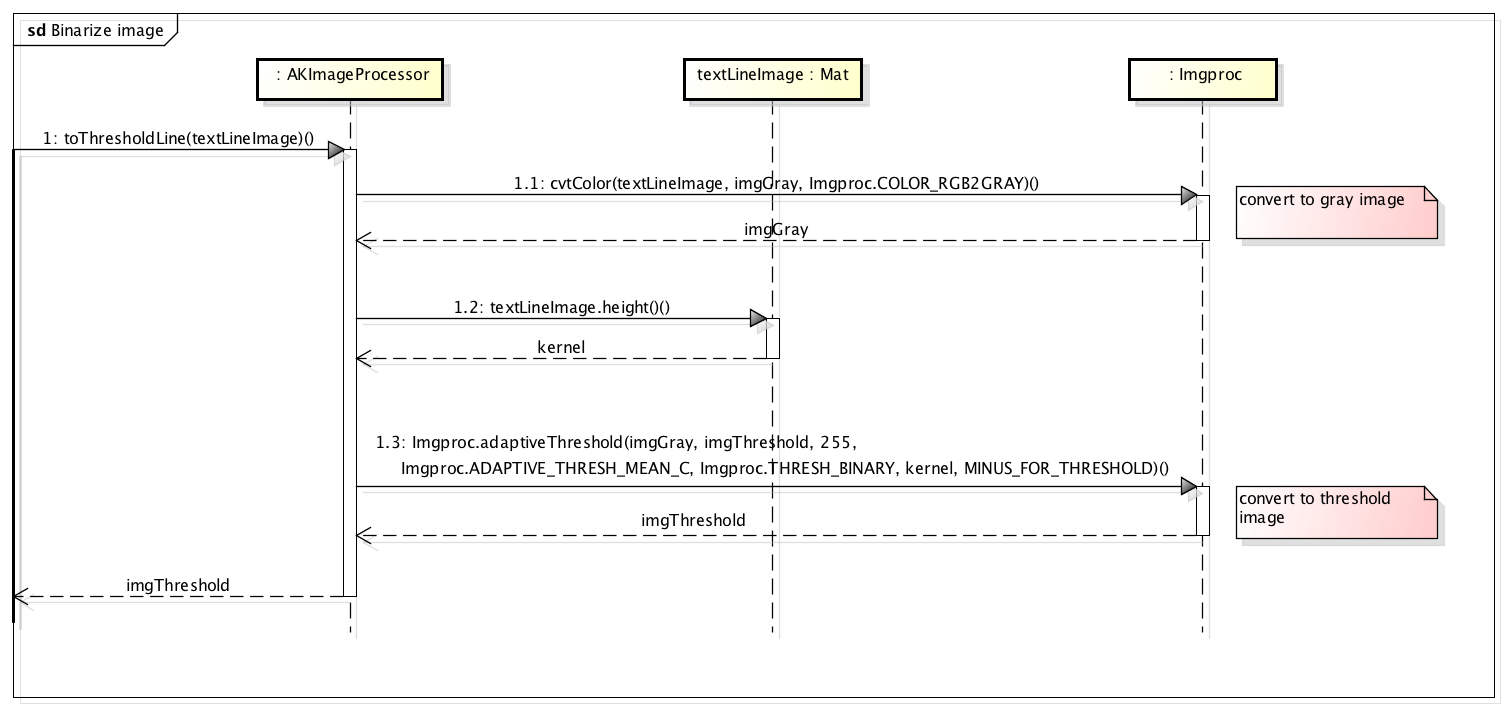 sd Binarize image
: AKImageProcessor
textLineImage : Mat
: Imgproc
1: toThresholdLine(textLineImage)()
1.1: cvtColor(textLineImage, imgGray, Imgproc.COLOR_RGB2GRAY)()
convert to gray image
imgGray
1.2: textLineImage.height()()
kernel
1.3: Imgproc.adaptiveThreshold(imgGray, imgThreshold, 255,
Imgproc.ADAPTIVE_THRESH_MEAN_C, Imgproc.THRESH_BINARY, kernel, MINUS_FOR_THRESHOLD)()
convert to threshold
image
imgThreshold
imgThreshold